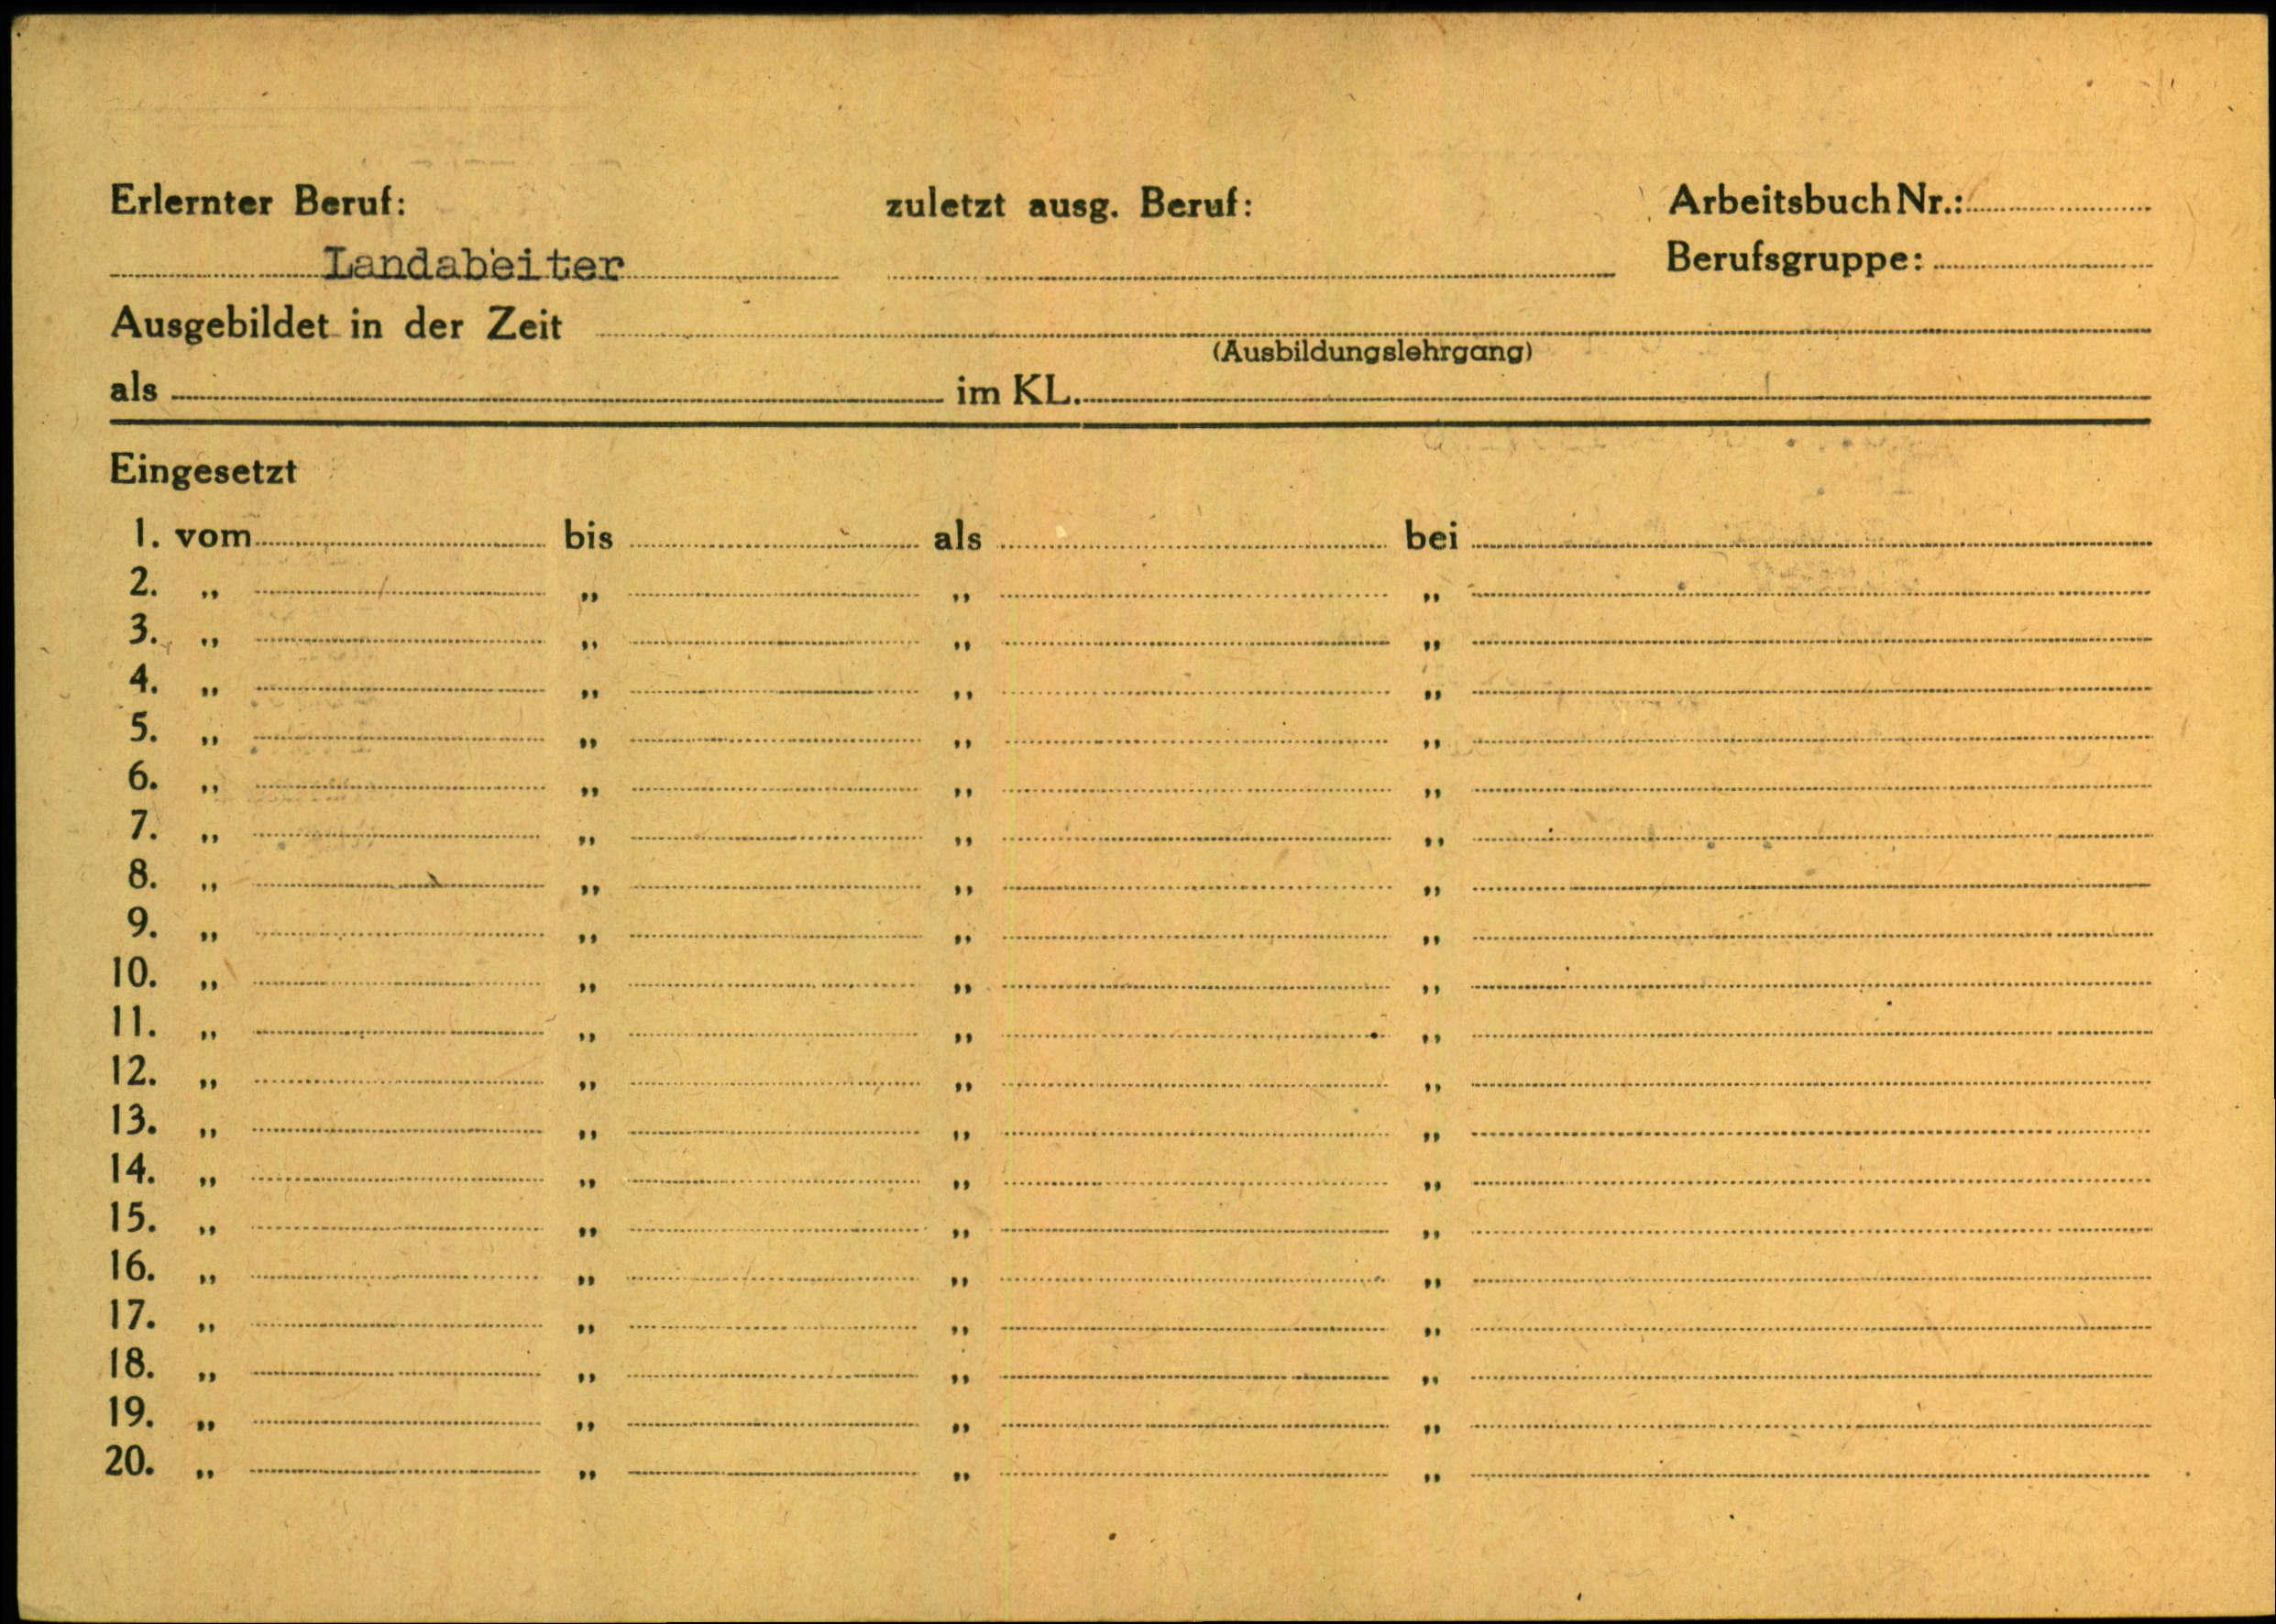 Erlernter Beruf: zuletzt ausg. Beruf: Arbeitsbuch Nr.:
Landabeiter Berufsgruppe:
Ausgebildet in der Zeit
(Ausbildungslehrgang)
als im KL.
Eingesetzt
1. vom bis als bei
2. „ „ „ „
3. „ „ „ „
4. „ „ „ „
5. „ „ „ „
6. „ „ „ „
7. „ „ „ „
8. „ „ „ „
9. „ „ „ „
10. „ „ „ „
11. „ „ „ „
12. „ „ „ „
13. „ „ „ „
14. „ „ „ „
15. „ „ „ „
16. „ „ „ „
17. „ „ „ „
18. „ „ „ „
19. „ „ „ „
20. „ „ „ „